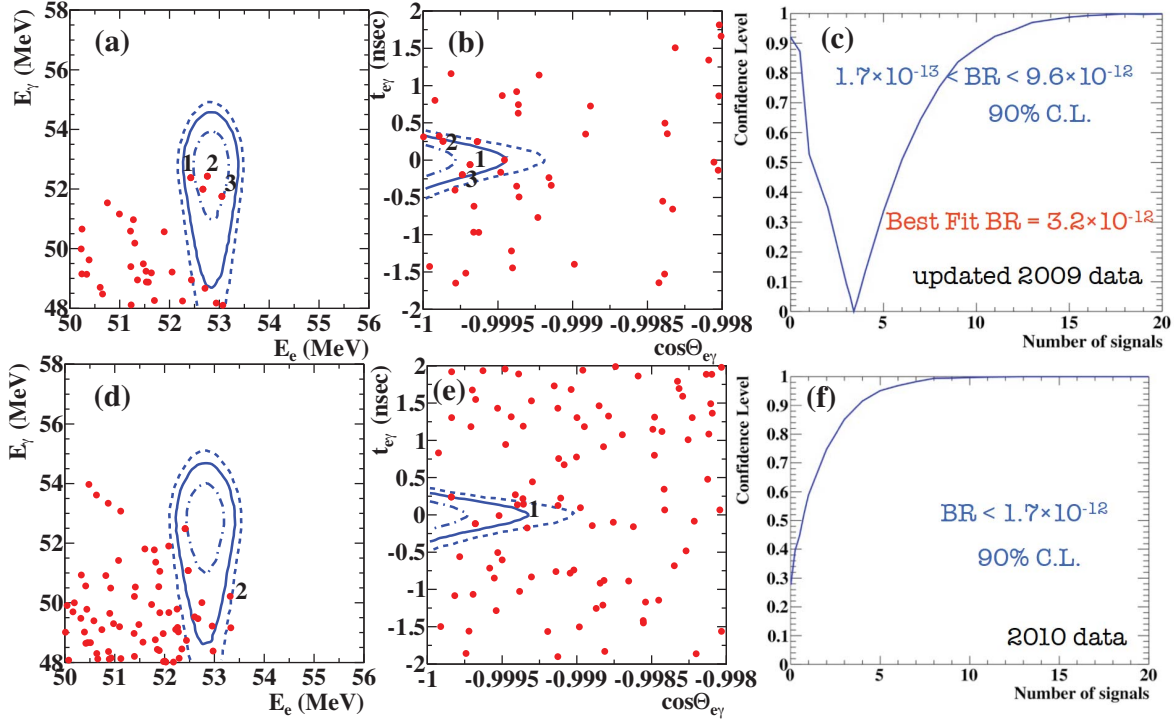 (a)
E_γ (MeV)
58
56
54
52
50
48
1
2
3
50 51 52 53 54 55 56
E_e (MeV)
(b)
t_eγ (nsec)
2
1.5
1
0.5
0
-0.5
-1
-1.5
-2
2
1
3
-1 -0.9995 -0.999 -0.9985 -0.998
cosΘ_eγ
(c)
Confidence Level
1
0.9
0.8
0.7
0.6
0.5
0.4
0.3
0.2
0.1
0
1.7×10⁻¹³ < BR < 9.6×10⁻¹²
90% C.L.
Best Fit BR = 3.2×10⁻¹²
updated 2009 data
0 5 10 15 20
Number of signals
(d)
E_γ (MeV)
58
56
54
52
50
48
2
50 51 52 53 54 55 56
E_e (MeV)
(e)
t_eγ (nsec)
2
1.5
1
0.5
0
-0.5
-1
-1.5
-2
1
-1 -0.9995 -0.999 -0.9985 -0.998
cosΘ_eγ
(f)
Confidence Level
1
0.9
0.8
0.7
0.6
0.5
0.4
0.3
0.2
0.1
0
BR < 1.7×10⁻¹²
90% C.L.
2010 data
0 5 10 15 20
Number of signals